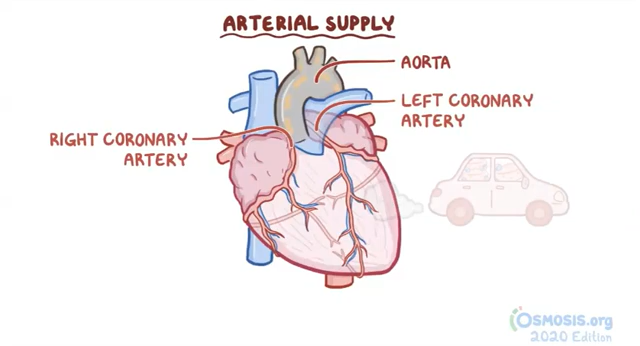 ARTERIAL SUPPLY
AORTA
LEFT CORONARY
ARTERY
RIGHT CORONARY
ARTERY
OSMOSIS.org
2020 Edition